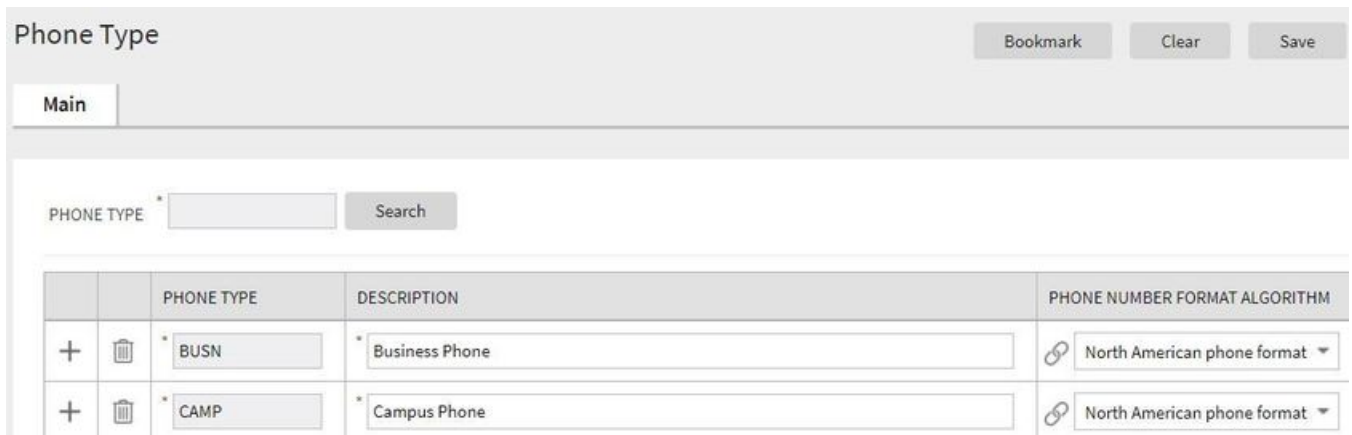 Phone Type
Bookmark Clear Save
Main
PHONE TYPE * Search
PHONE TYPE DESCRIPTION PHONE NUMBER FORMAT ALGORITHM
* BUSN * Business Phone North American phone format
* CAMP * Campus Phone North American phone format